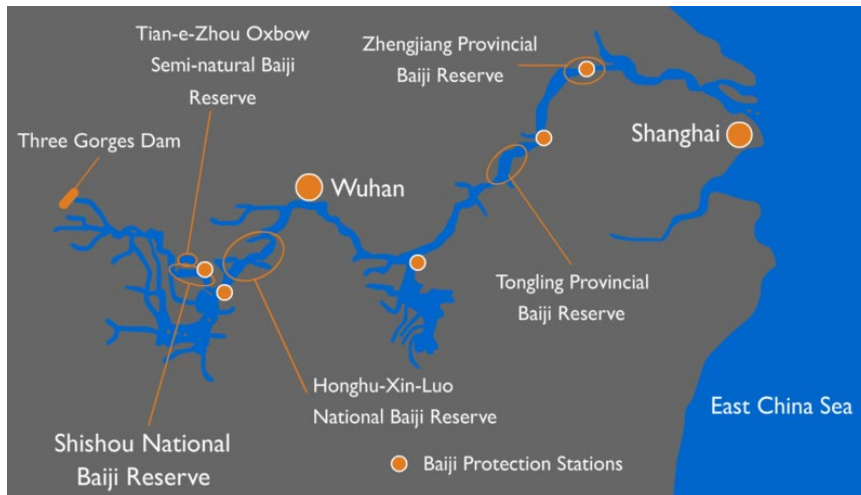 Tian-e-Zhou Oxbow
Semi-natural Baiji
Reserve
Zhengjiang Provincial
Baiji Reserve
Three Gorges Dam
Shanghai
Wuhan
Tongling Provincial
Baiji Reserve
Honghu-Xin-Luo
National Baiji Reserve
East China Sea
Shishou National
Baiji Reserve
Baiji Protection Stations